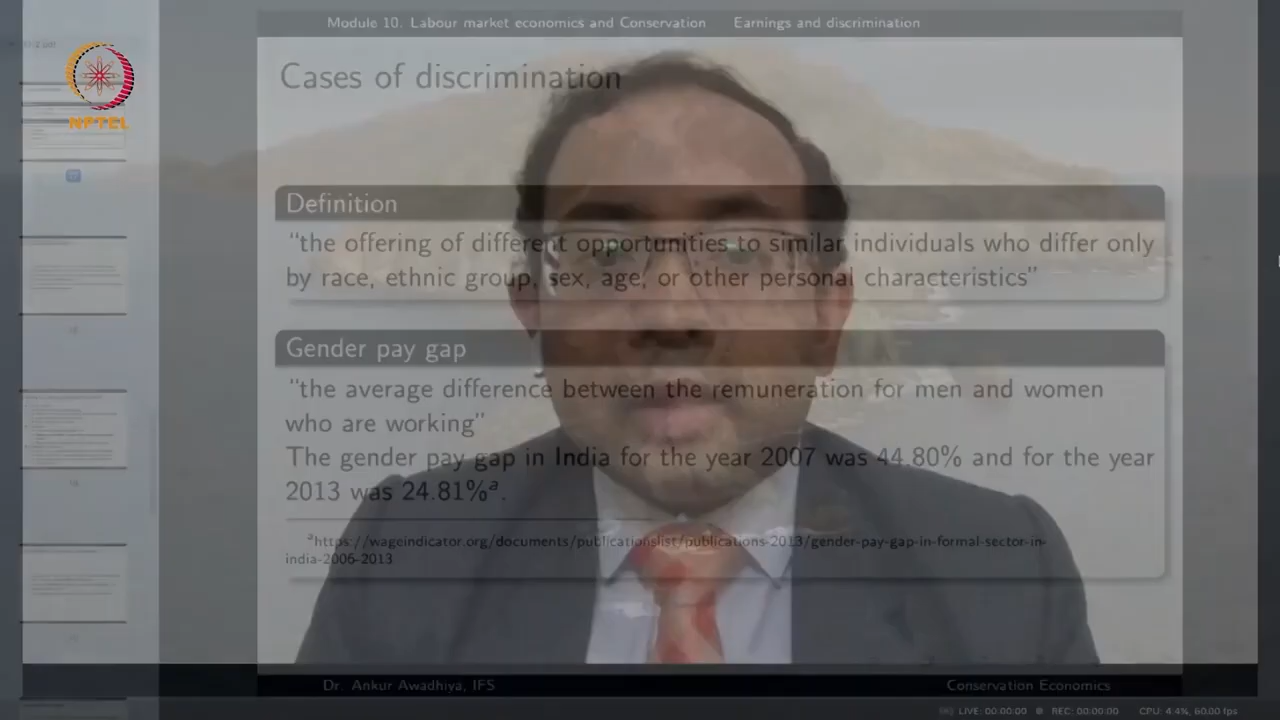 Module 10. Labour market economics and Conservation Earnings and discrimination
NPTEL
Cases of discrimination
Definition
“the offering of different opportunities to similar individuals who differ only
by race, ethnic group, sex, age, or other personal characteristics”
Gender pay gap
“the average difference between the remuneration for men and women
who are working”
The gender pay gap in India for the year 2007 was 44.80% and for the year
2013 was 24.81%ᵃ.
ᵃhttps://wageindicator.org/documents/publicationslist/publications-2013/gender-pay-gap-in-formal-sector-in-
india-2006-2013
Dr. Ankur Awadhiya, IFS Conservation Economics
LIVE: 00:00:00 REC: 00:00:00 CPU: 4.4%, 60.00 fps